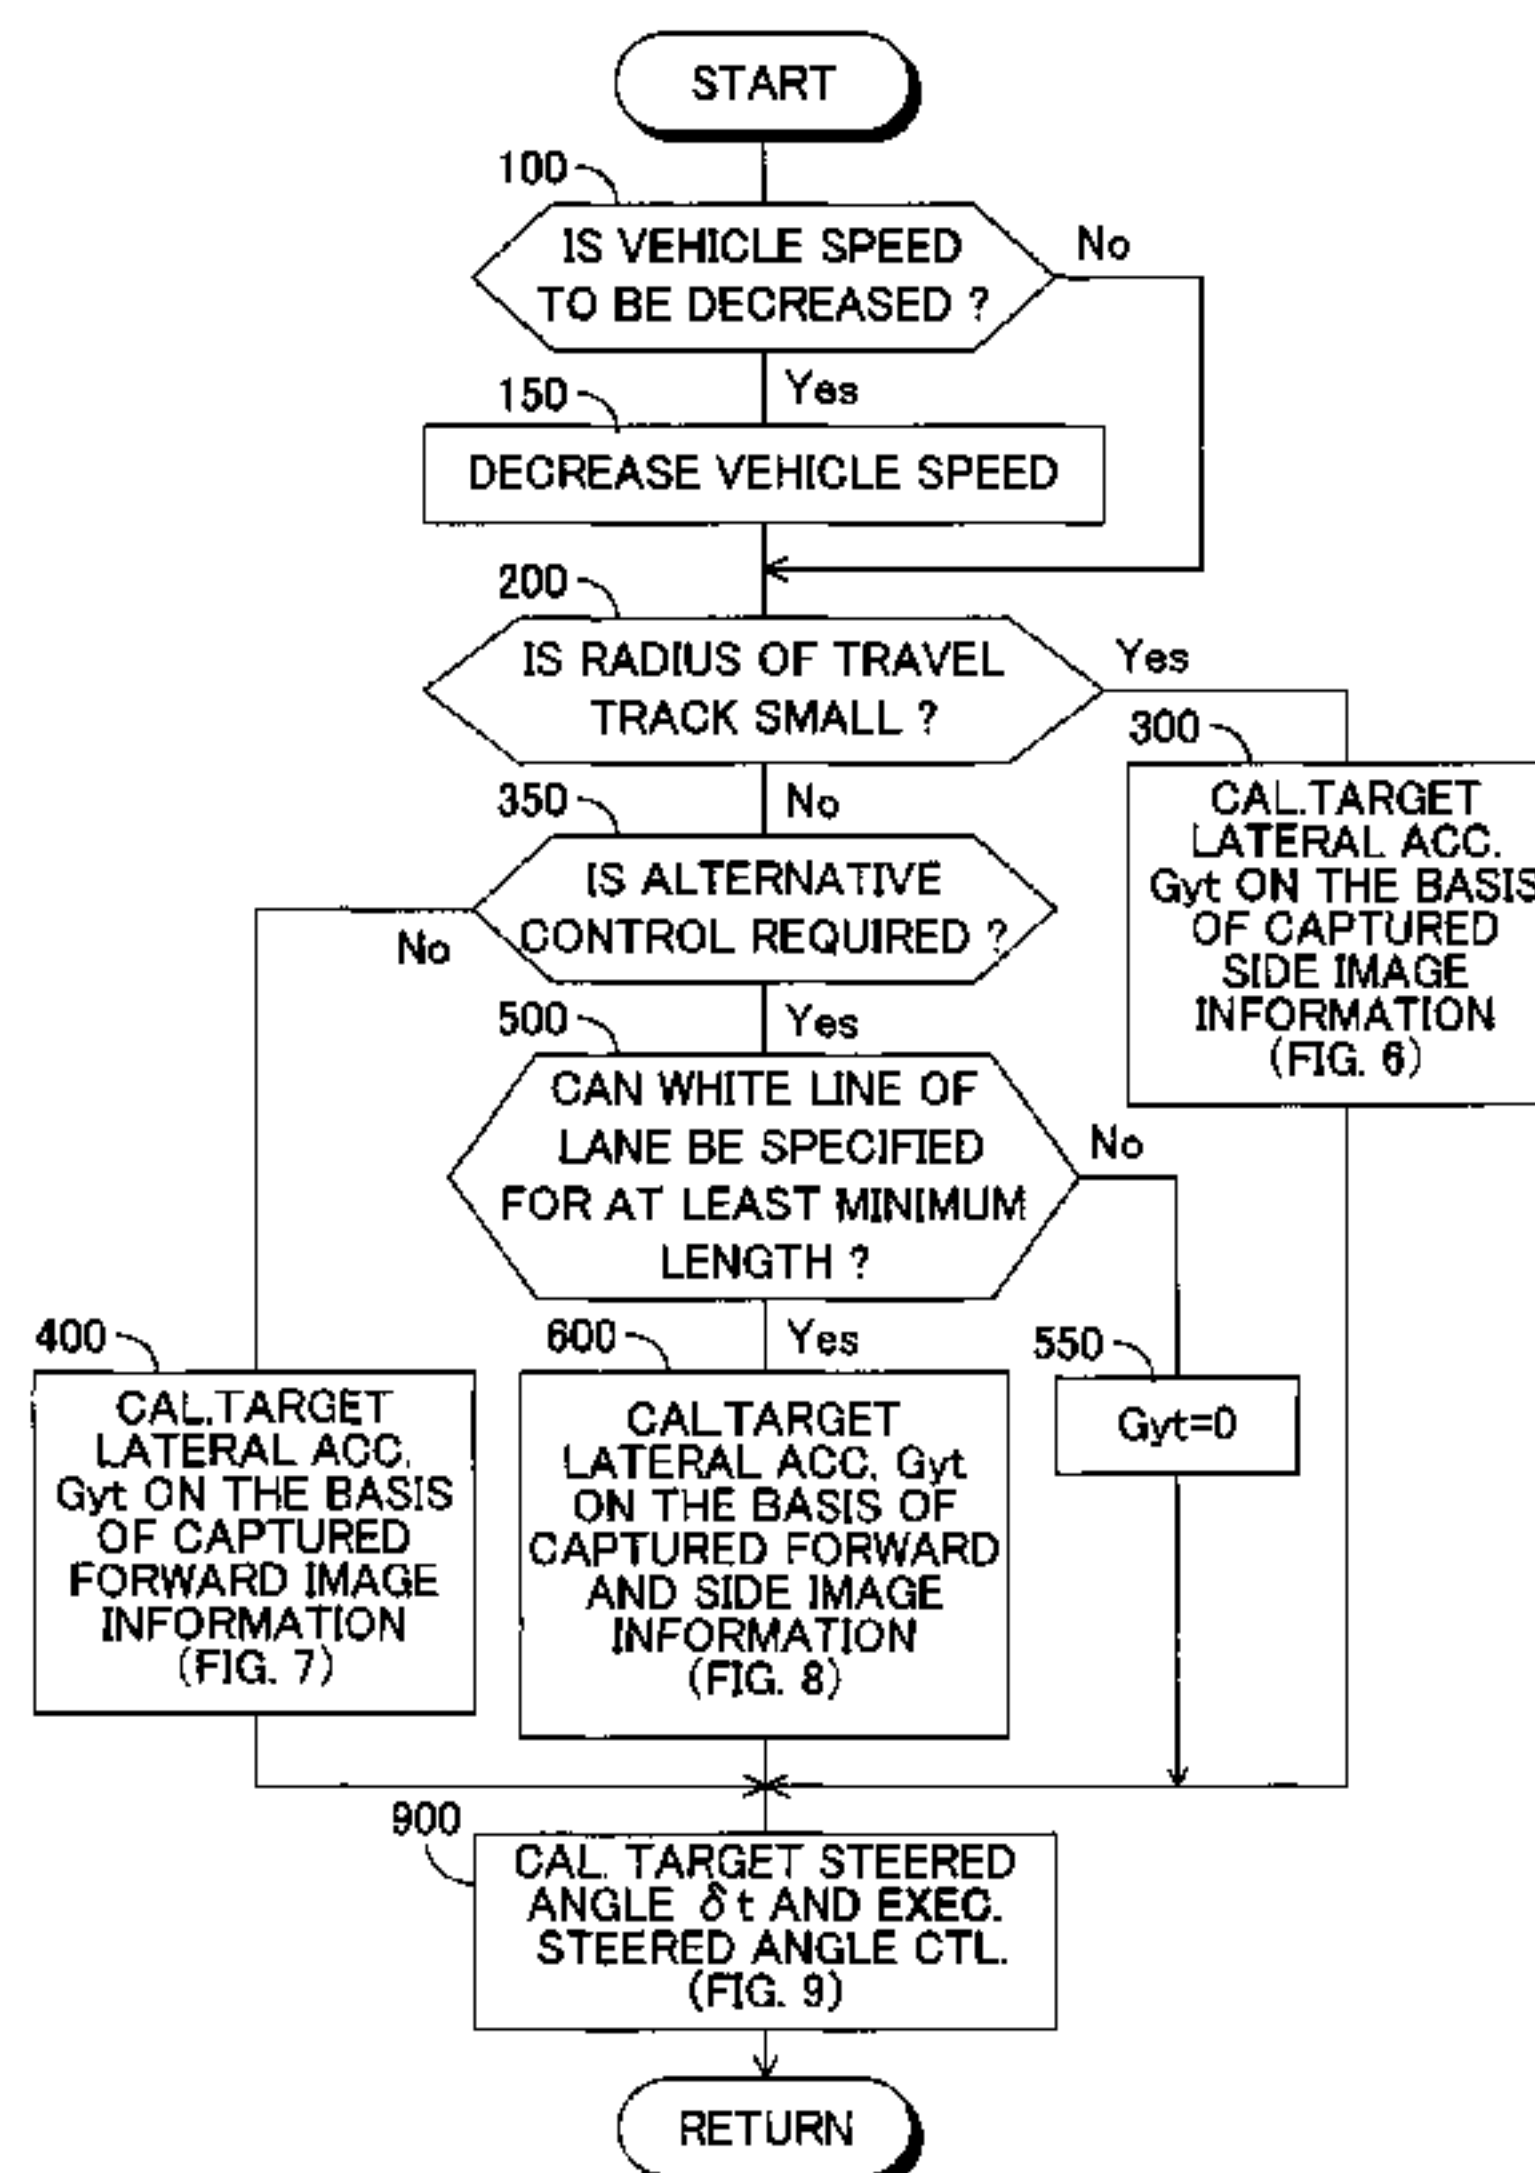 START
100
IS VEHICLE SPEED
TO BE DECREASED ?
No
Yes
150
DECREASE VEHICLE SPEED
200
IS RADIUS OF TRAVEL
TRACK SMALL ?
Yes
No
300
CAL.TARGET
LATERAL ACC.
Gyt ON THE BASIS
OF CAPTURED
SIDE IMAGE
INFORMATION
(FIG. 6)
350
IS ALTERNATIVE
CONTROL REQUIRED ?
No
Yes
500
CAN WHITE LINE OF
LANE BE SPECIFIED
FOR AT LEAST MINIMUM
LENGTH ?
No
Yes
400
CAL.TARGET
LATERAL ACC.
Gyt ON THE BASIS
OF CAPTURED
FORWARD IMAGE
INFORMATION
(FIG. 7)
600
CAL.TARGET
LATERAL ACC. Gyt
ON THE BASIS OF
CAPTURED FORWARD
AND SIDE IMAGE
INFORMATION
(FIG. 8)
550
Gyt=0
900
CAL. TARGET STEERED
ANGLE δt AND EXEC.
STEERED ANGLE CTL.
(FIG. 9)
RETURN